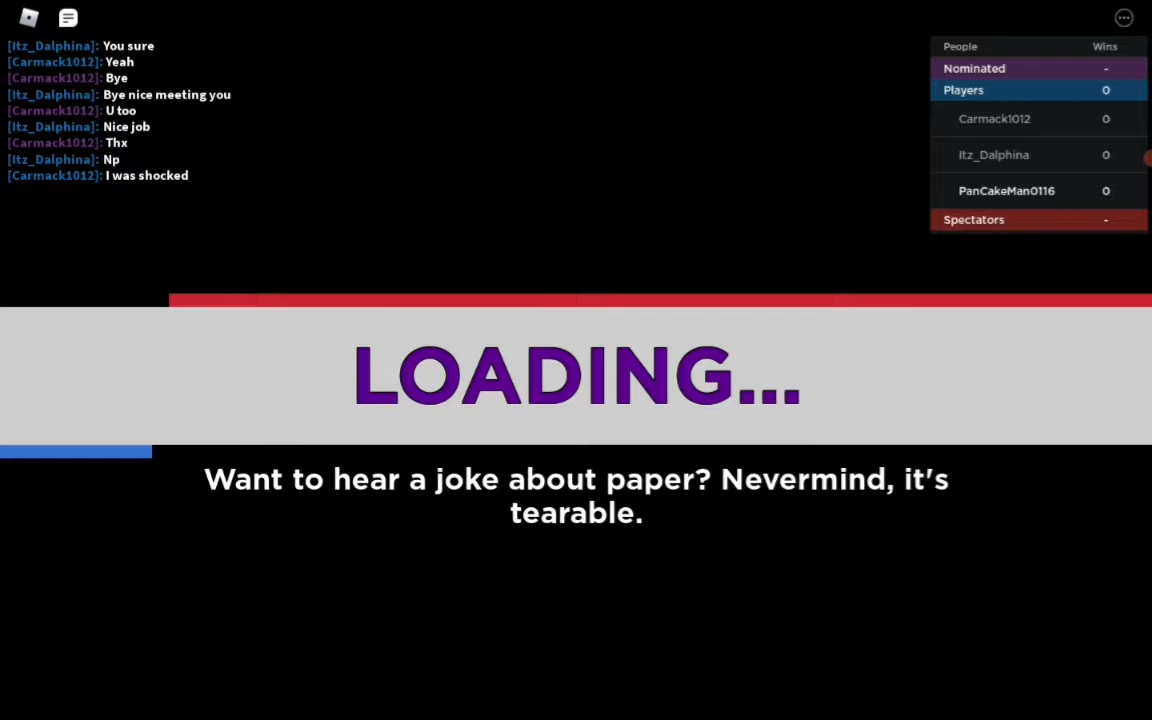 [Itz_Dalphina]: You sure
[Carmack1012]: Yeah
[Carmack1012]: Bye
[Itz_Dalphina]: Bye nice meeting you
[Carmack1012]: U too
[Itz_Dalphina]: Nice job
[Carmack1012]: Thx
[Itz_Dalphina]: Np
[Carmack1012]: I was shocked
People Wins
Nominated -
Players 0
Carmack1012 0
Itz_Dalphina 0
PanCakeMan0116 0
Spectators -
LOADING...
Want to hear a joke about paper? Nevermind, it's
tearable.